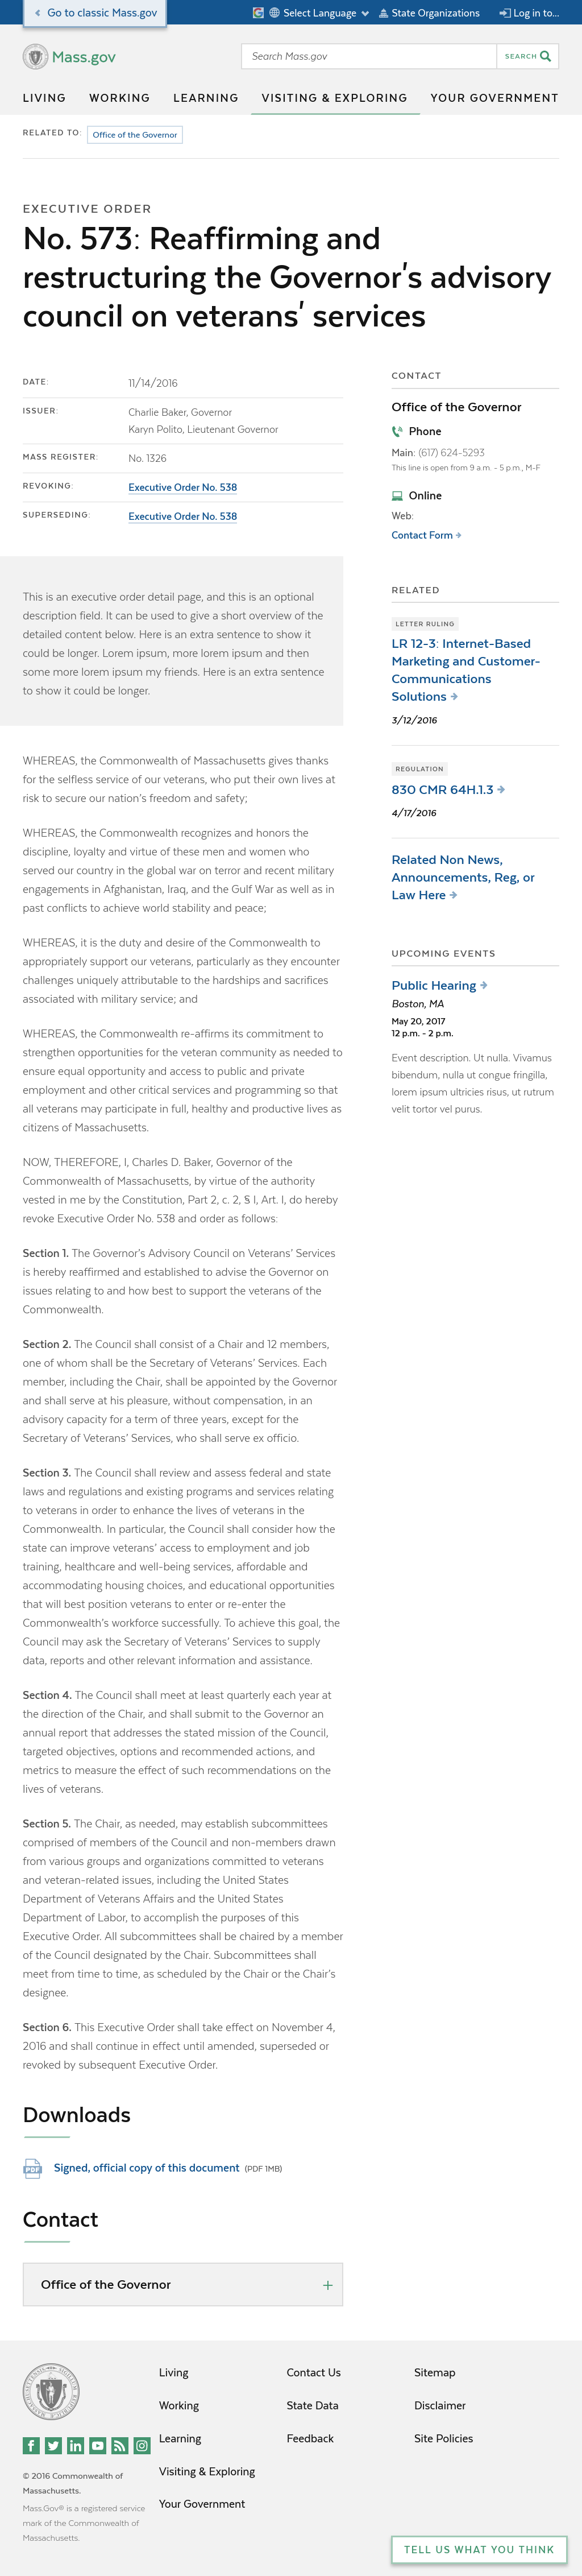 Go to classic Mass.gov
Select Language
State Organizations
Log in to...
Mass.gov
Search Mass.gov
SEARCH
LIVING
WORKING
LEARNING
VISITING & EXPLORING
YOUR GOVERNMENT
RELATED TO:
Office of the Governor
EXECUTIVE ORDER
No. 573: Reaffirming and
restructuring the Governor's advisory
council on veterans' services
DATE:
11/14/2016
ISSUER:
Charlie Baker, Governor
Karyn Polito, Lieutenant Governor
MASS REGISTER:
No. 1326
REVOKING:
Executive Order No. 538
SUPERSEDING:
Executive Order No. 538
This is an executive order detail page, and this is an optional
description field. It can be used to give a short overview of the
detailed content below. Here is an extra sentence to show it
could be longer. Lorem ipsum, more lorem ipsum and then
some more lorem ipsum my friends. Here is an extra sentence
to show it could be longer.
WHEREAS, the Commonwealth of Massachusetts gives thanks
for the selfless service of our veterans, who put their own lives at
risk to secure our nation's freedom and safety;
WHEREAS, the Commonwealth recognizes and honors the
discipline, loyalty and virtue of these men and women who
served our country in the global war on terror and recent military
engagements in Afghanistan, Iraq, and the Gulf War as well as in
past conflicts to achieve world stability and peace;
WHEREAS, it is the duty and desire of the Commonwealth to
appropriately support our veterans, particularly as they encounter
challenges uniquely attributable to the hardships and sacrifices
associated with military service; and
WHEREAS, the Commonwealth re-affirms its commitment to
strengthen opportunities for the veteran community as needed to
ensure equal opportunity and access to public and private
employment and other critical services and programming so that
all veterans may participate in full, healthy and productive lives as
citizens of Massachusetts.
NOW, THEREFORE, I, Charles D. Baker, Governor of the
Commonwealth of Massachusetts, by virtue of the authority
vested in me by the Constitution, Part 2, c. 2, § I, Art. I, do hereby
revoke Executive Order No. 538 and order as follows:
Section 1. The Governor's Advisory Council on Veterans' Services
is hereby reaffirmed and established to advise the Governor on
issues relating to and how best to support the veterans of the
Commonwealth.
Section 2. The Council shall consist of a Chair and 12 members,
one of whom shall be the Secretary of Veterans' Services. Each
member, including the Chair, shall be appointed by the Governor
and shall serve at his pleasure, without compensation, in an
advisory capacity for a term of three years, except for the
Secretary of Veterans' Services, who shall serve ex officio.
Section 3. The Council shall review and assess federal and state
laws and regulations and existing programs and services relating
to veterans in order to enhance the lives of veterans in the
Commonwealth. In particular, the Council shall consider how the
state can improve veterans' access to employment and job
training, healthcare and well-being services, affordable and
accommodating housing choices, and educational opportunities
that will best position veterans to enter or re-enter the
Commonwealth's workforce successfully. To achieve this goal, the
Council may ask the Secretary of Veterans' Services to supply
data, reports and other relevant information and assistance.
Section 4. The Council shall meet at least quarterly each year at
the direction of the Chair, and shall submit to the Governor an
annual report that addresses the stated mission of the Council,
targeted objectives, options and recommended actions, and
metrics to measure the effect of such recommendations on the
lives of veterans.
Section 5. The Chair, as needed, may establish subcommittees
comprised of members of the Council and non-members drawn
from various groups and organizations committed to veterans
and veteran-related issues, including the United States
Department of Veterans Affairs and the United States
Department of Labor, to accomplish the purposes of this
Executive Order. All subcommittees shall be chaired by a member
of the Council designated by the Chair. Subcommittees shall
meet from time to time, as scheduled by the Chair or the Chair's
designee.
Section 6. This Executive Order shall take effect on November 4,
2016 and shall continue in effect until amended, superseded or
revoked by subsequent Executive Order.
Downloads
PDF
Signed, official copy of this document (PDF 1MB)
Contact
Office of the Governor
CONTACT
Office of the Governor
Phone
Main: (617) 624-5293
This line is open from 9 a.m. – 5 p.m., M-F
Online
Web:
Contact Form
RELATED
LETTER RULING
LR 12-3: Internet-Based
Marketing and Customer-
Communications
Solutions
3/12/2016
REGULATION
830 CMR 64H.1.3
4/17/2016
Related Non News,
Announcements, Reg, or
Law Here
UPCOMING EVENTS
Public Hearing
Boston, MA
May 20, 2017
12 p.m. - 2 p.m.
Event description. Ut nulla. Vivamus
bibendum, nulla ut congue fringilla,
lorem ipsum ultricies risus, ut rutrum
velit tortor vel purus.
© 2016 Commonwealth of
Massachusetts.
Mass.Gov® is a registered service
mark of the Commonwealth of
Massachusetts.
Living
Working
Learning
Visiting & Exploring
Your Government
Contact Us
State Data
Feedback
Sitemap
Disclaimer
Site Policies
TELL US WHAT YOU THINK